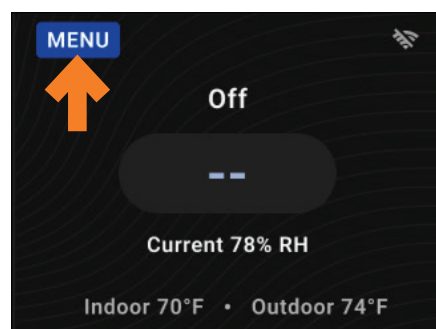 MENU
Off
--
Current 78% RH
Indoor 70°F • Outdoor 74°F